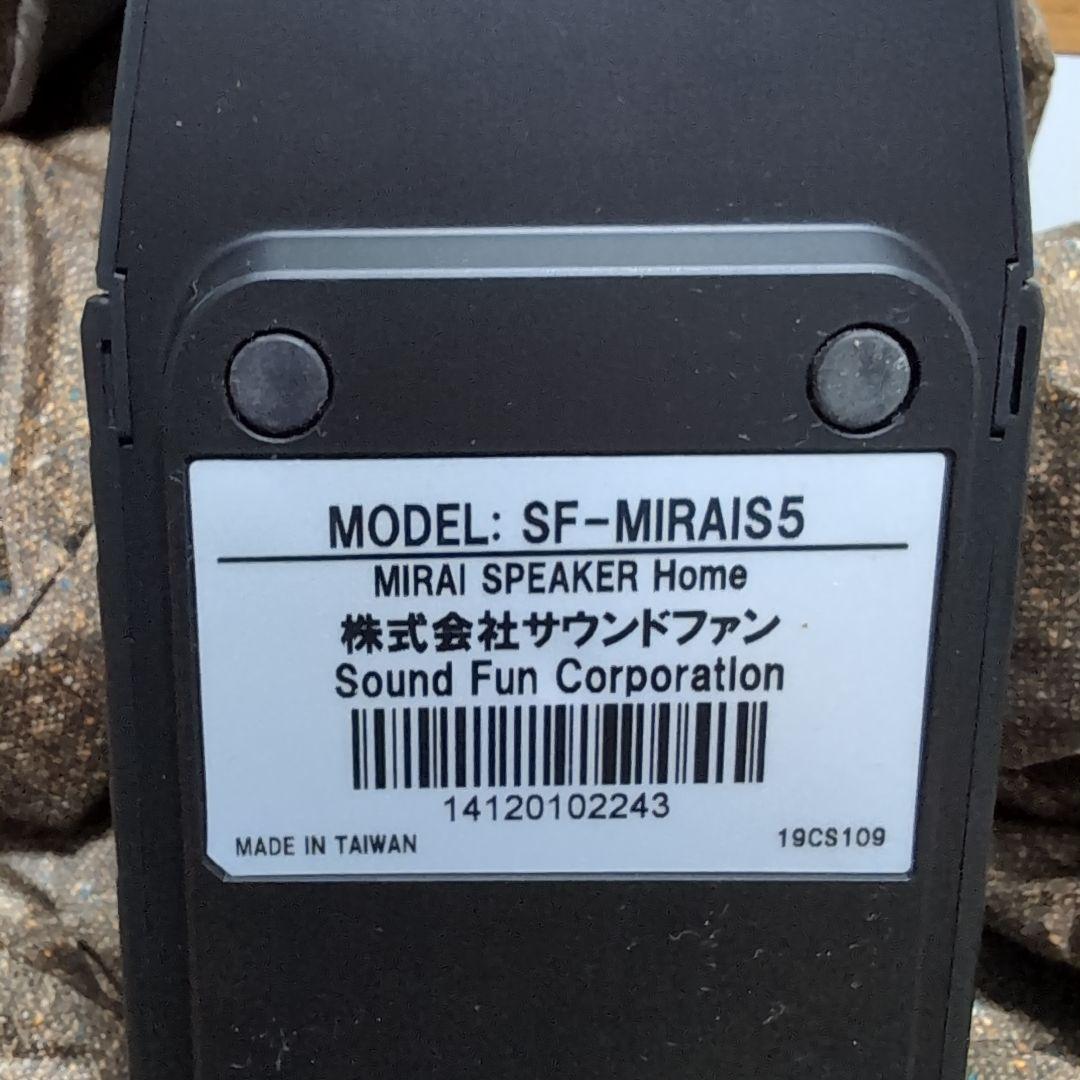 MODEL: SF-MIRAIS5
MIRAI SPEAKER Home
株式会社サウンドファン
Sound Fun Corporation
14120102243
MADE IN TAIWAN
19CS109